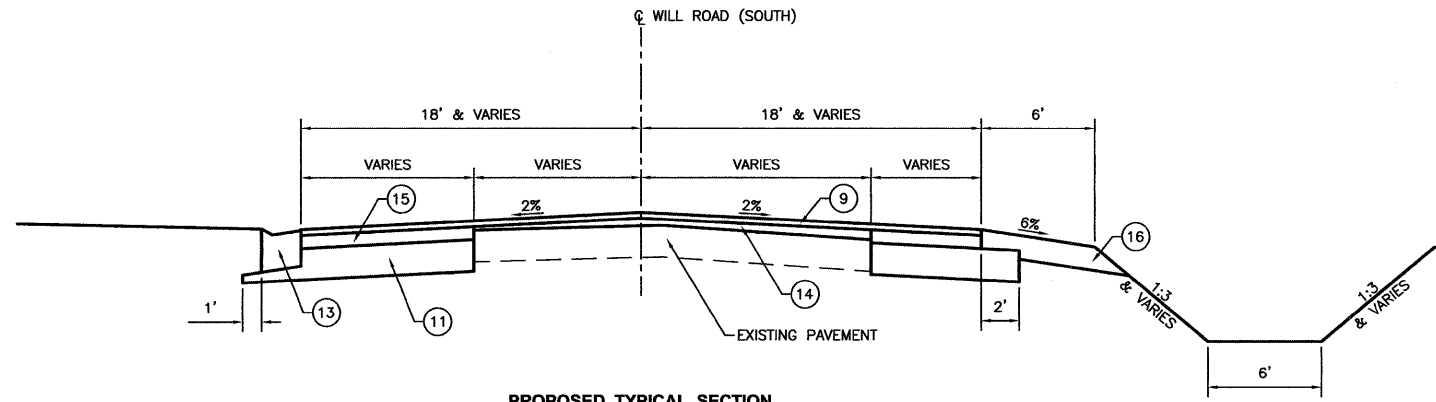 ℄ WILL ROAD (SOUTH)
18' & VARIES
18' & VARIES
6'
VARIES
VARIES
VARIES
VARIES
15
2%
2%
9
6%
16
1:3
& VARIES
1:3
& VARIES
1'
13
11
14
2'
EXISTING PAVEMENT
6'
PROPOSED TYPICAL SECTION